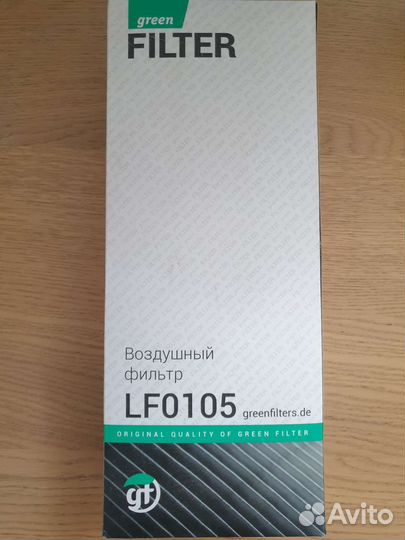 green
FILTER
Воздушный
фильтр
LF0105 greenfilters.de
ORIGINAL QUALITY OF GREEN FILTER
gf
Avito